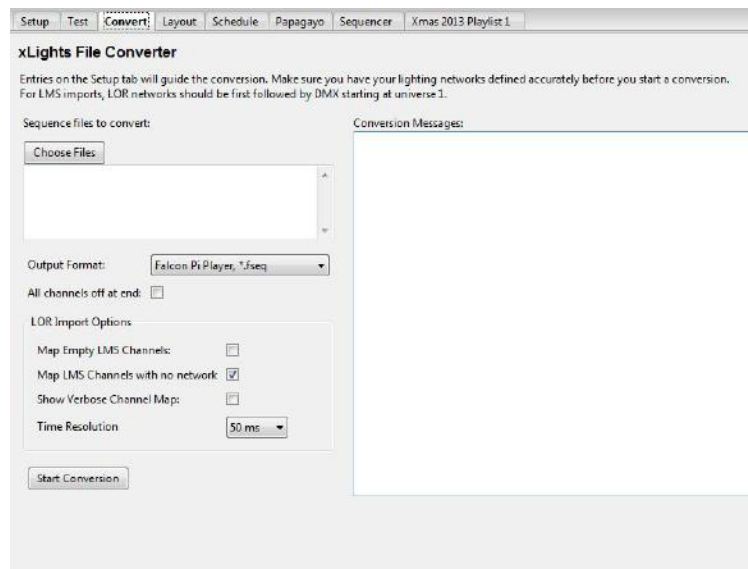 Setup Test Convert Layout Schedule Papagayo Sequencer Xmas 2013 Playlist 1
xLights File Converter
Entries on the Setup tab will guide the conversion. Make sure you have your lighting networks defined accurately before you start a conversion.
For LMS imports, LOR networks should be first followed by DMX starting at universe 1.
Sequence files to convert:
Conversion Messages:
Choose Files
Output Format: Falcon Pi Player, *.fseq
All channels off at end:
LOR Import Options
Map Empty LMS Channels:
Map LMS Channels with no network
Show Verbose Channel Map:
Time Resolution 50 ms
Start Conversion